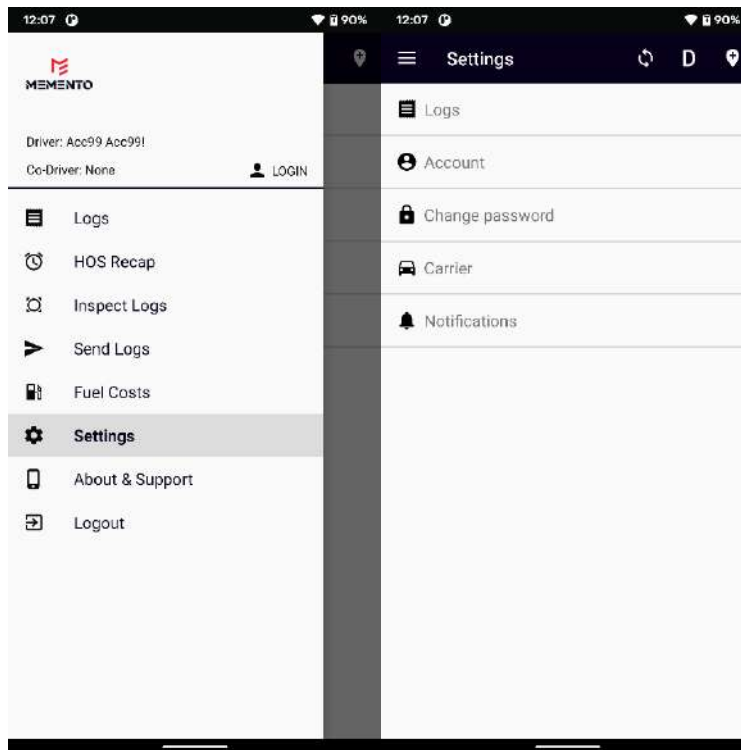 12:07 90%
MEMENTO
Driver: Acc99 Acc99!
Co-Driver: None LOGIN
Logs
HOS Recap
Inspect Logs
Send Logs
Fuel Costs
Settings
About & Support
Logout
12:07 90%
Settings D
Logs
Account
Change password
Carrier
Notifications